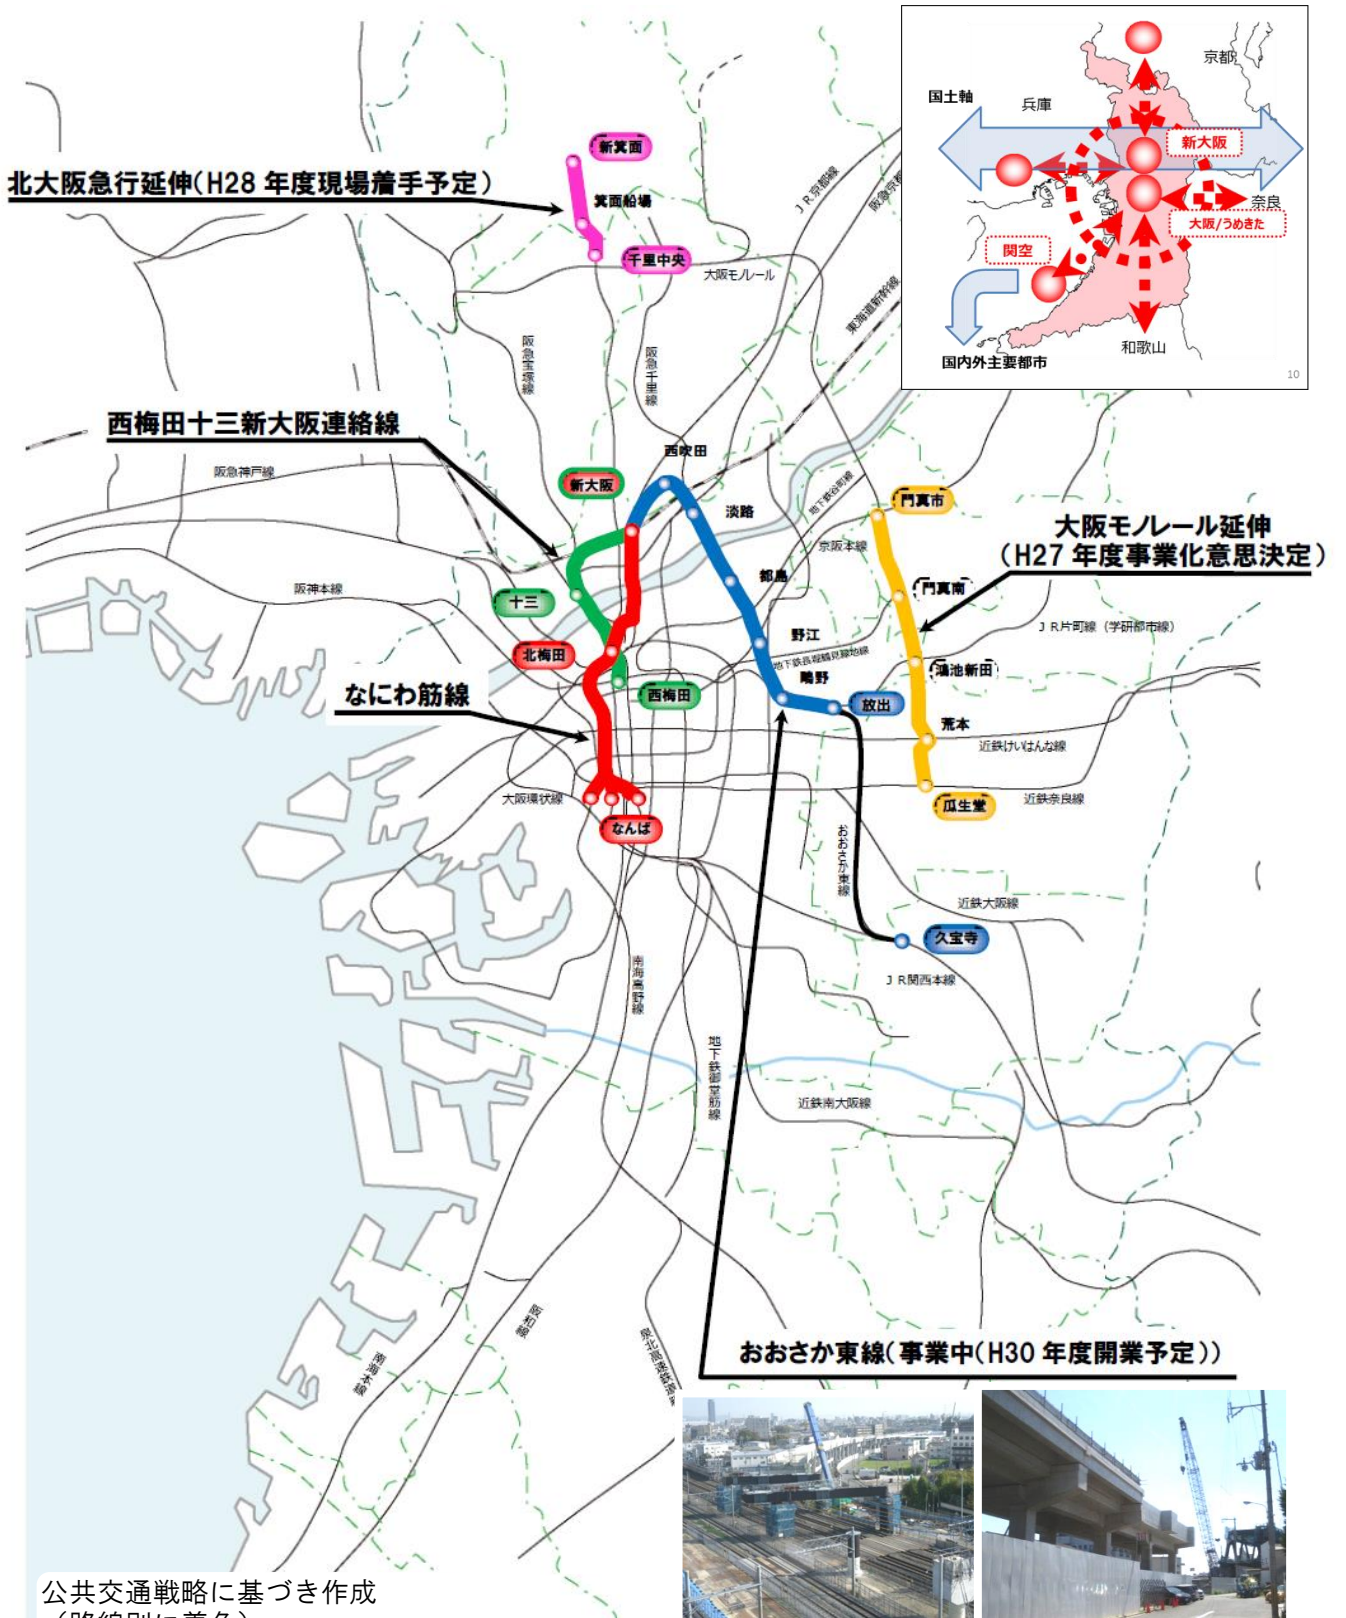 京都
国土軸
兵庫
新大阪
奈良
大阪/うめきた
関空
和歌山
国内外主要都市
10
新箕面
北大阪急行延伸(H28 年度現場着手予定)
箕面船場
千里中央
大阪モノレール
JR京都線
阪急京都
東海道新幹線
阪急宝塚線
阪急千里線
西梅田十三新大阪連絡線
西吹田
阪急神戸線
新大阪
淡路
地下鉄谷町線
門真市
大阪モノレール延伸
(H27 年度事業化意思決定)
京阪本線
都島
門真南
阪神本線
十三
野江
JR片町線(学研都市線)
北梅田
地下鉄長堀鶴見緑地線
鴻池新田
なにわ筋線
西梅田
鴫野
放出
荒本
近鉄けいはんな線
大阪環状線
近鉄奈良線
瓜生堂
なんば
おおさか東線
近鉄大阪線
久宝寺
JR関西本線
南海高野線
地下鉄御堂筋線
近鉄南大阪線
阪和線
南海本線
泉北高速鉄道
おおさか東線(事業中(H30 年度開業予定))
公共交通戦略に基づき作成
(路線別に着色)